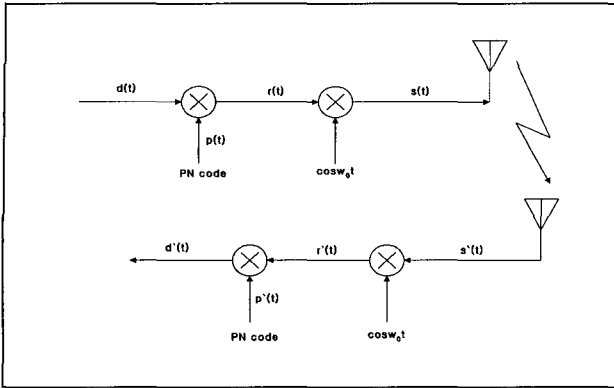 d(t)
r(t)
s(t)
p(t)
PN code
cosw₀t
d`(t)
r`(t)
s`(t)
p`(t)
PN code
cosw₀t